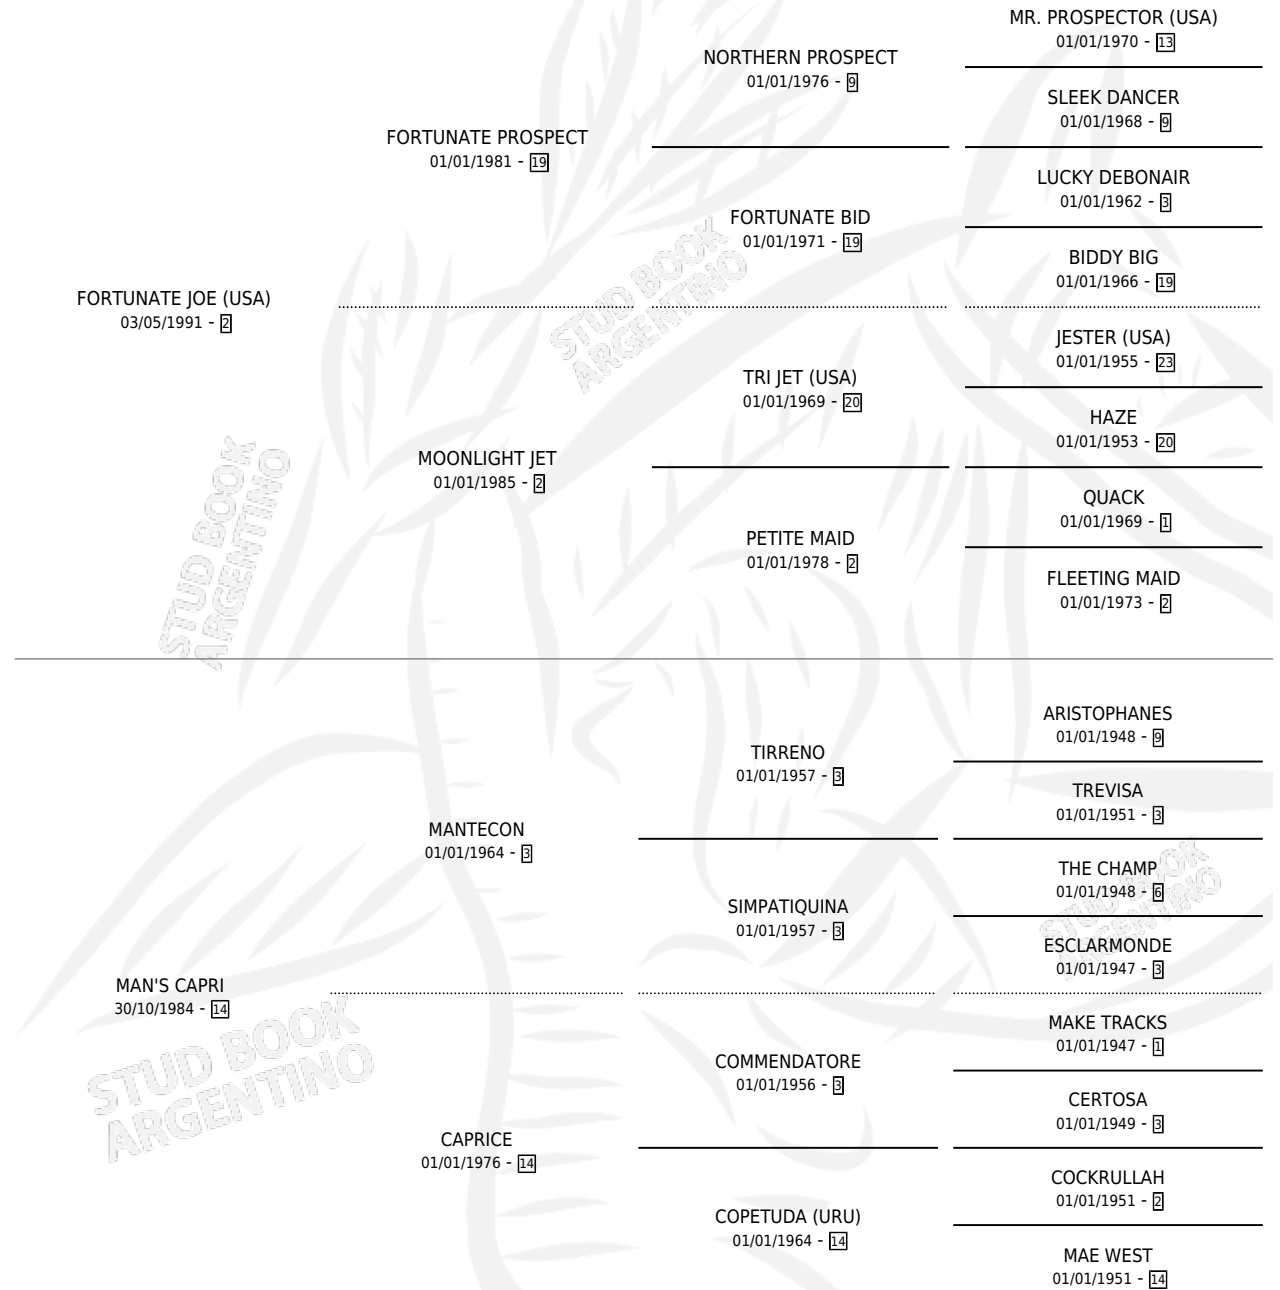 FORTUNATE JOE (USA)
03/05/1991 - 2
FORTUNATE PROSPECT
01/01/1981 - 19
MOONLIGHT JET
01/01/1985 - 2
NORTHERN PROSPECT
01/01/1976 - 9
FORTUNATE BID
01/01/1971 - 19
TRI JET (USA)
01/01/1969 - 20
PETITE MAID
01/01/1978 - 2
MR. PROSPECTOR (USA)
01/01/1970 - 13
SLEEK DANCER
01/01/1968 - 9
LUCKY DEBONAIR
01/01/1962 - 3
BIDDY BIG
01/01/1966 - 19
JESTER (USA)
01/01/1955 - 23
HAZE
01/01/1953 - 20
QUACK
01/01/1969 - 1
FLEETING MAID
01/01/1973 - 2
MAN'S CAPRI
30/10/1984 - 14
MANTECON
01/01/1964 - 3
CAPRICE
01/01/1976 - 14
TIRRENO
01/01/1957 - 3
SIMPATIQUINA
01/01/1957 - 3
COMMENDATORE
01/01/1956 - 3
COPETUDA (URU)
01/01/1964 - 14
ARISTOPHANES
01/01/1948 - 9
TREVISA
01/01/1951 - 3
THE CHAMP
01/01/1948 - 6
ESCLARMONDE
01/01/1947 - 3
MAKE TRACKS
01/01/1947 - 1
CERTOSA
01/01/1949 - 3
COCKRULLAH
01/01/1951 - 2
MAE WEST
01/01/1951 - 14
STUD BOOK
ARGENTINO
STUD BOOK
ARGENTINO
STUD BOOK
ARGENTINO
STUD BOOK
ARGENTINO